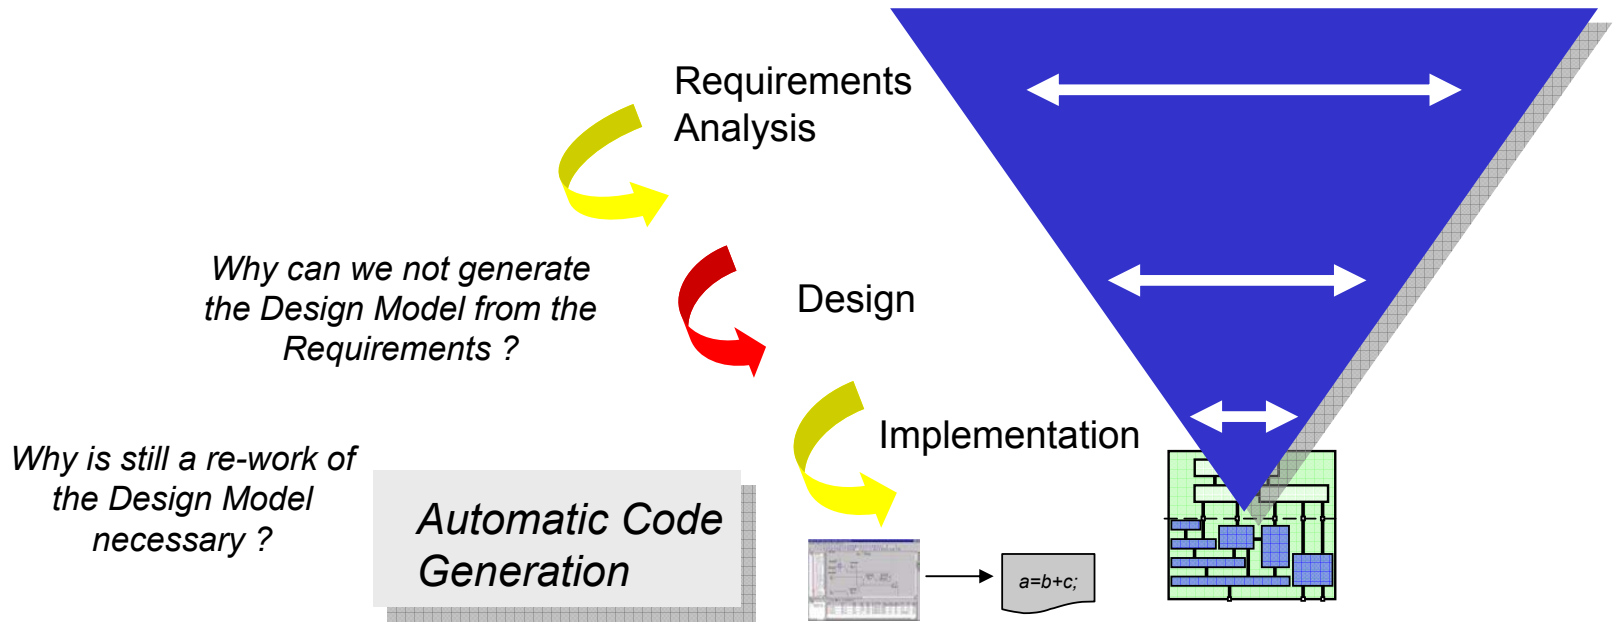 Requirements
Analysis
Why can we not generate
the Design Model from the
Requirements ?
Design
Implementation
Why is still a re-work of
the Design Model
necessary ?
Automatic Code
Generation
a=b+c;